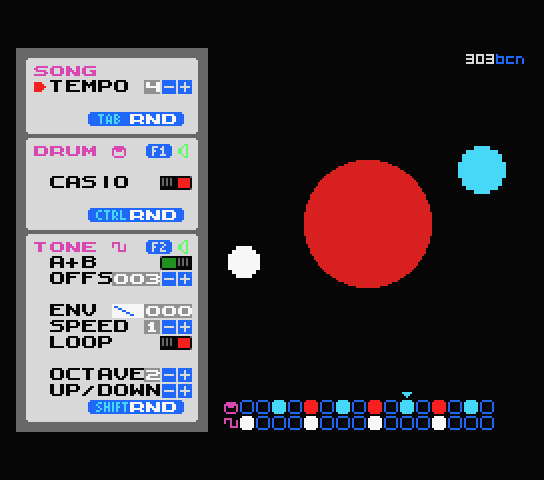 SONG
TEMPO 4 - +
TAB RND
303bcn
DRUM F1
CASIO
CTRL RND
TONE F2
A+B
OFFS 003 - +
ENV 000
SPEED 1 - +
LOOP
OCTAVE 2 - +
UP/DOWN - +
SHIFT RND